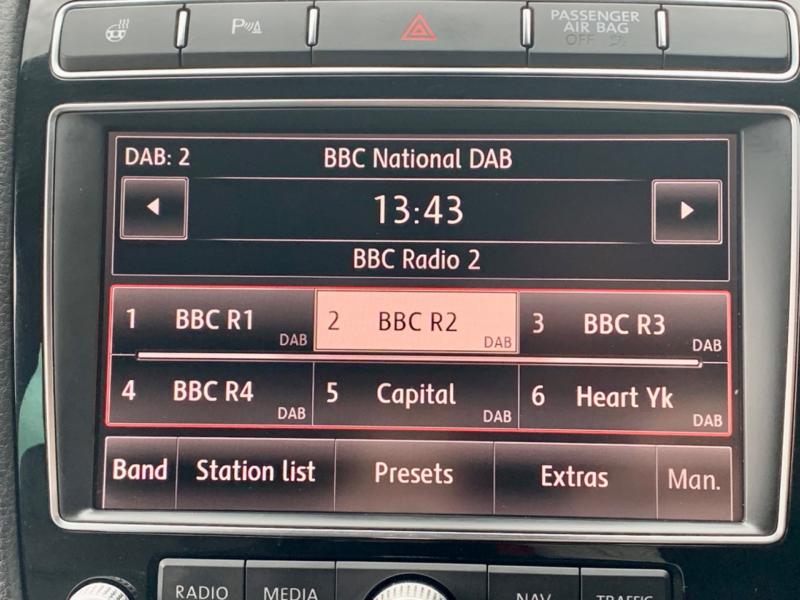 P
PASSENGER
AIR BAG
OFF
DAB: 2 BBC National DAB
13:43
BBC Radio 2
1 BBC R1 DAB
2 BBC R2 DAB
3 BBC R3 DAB
4 BBC R4 DAB
5 Capital DAB
6 Heart Yk DAB
Band Station list Presets Extras Man.
RADIO MEDIA NAV TRAFFIC